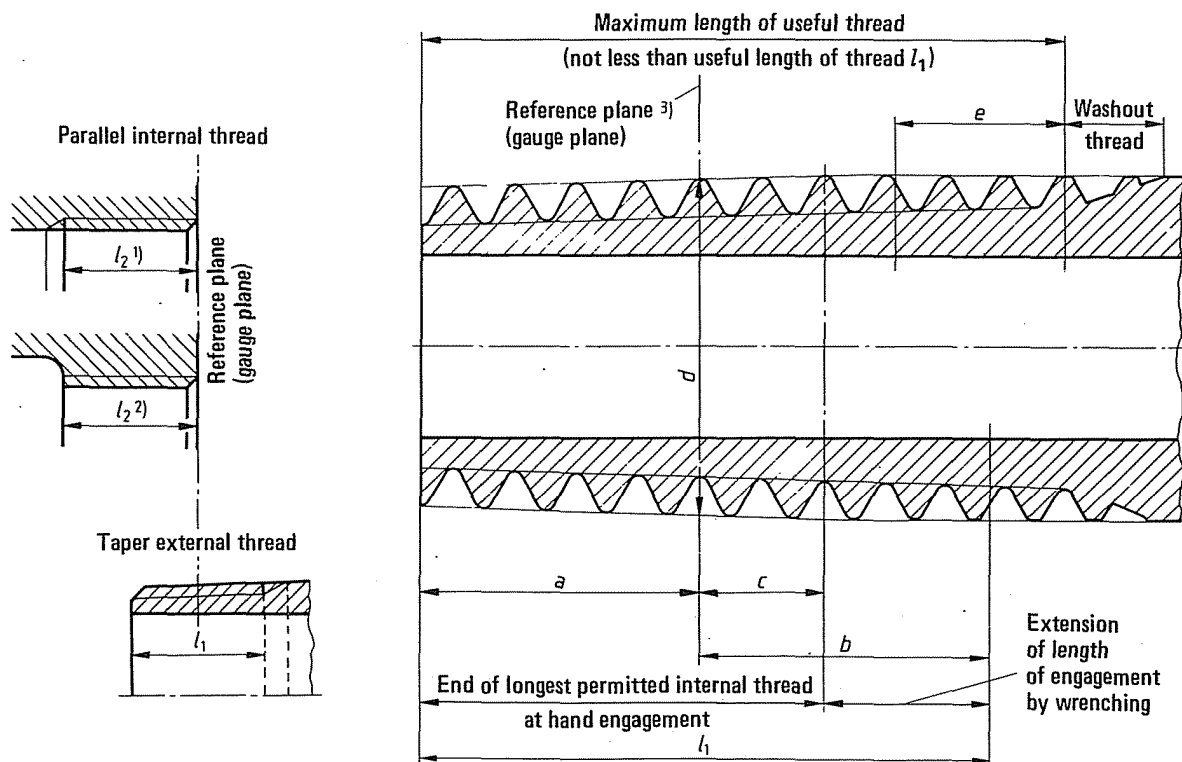 Maximum length of useful thread
(not less than useful length of thread l₁)
Reference plane ³⁾
(gauge plane)
e
Washout
thread
Parallel internal thread
l₂ ¹⁾
Reference plane
(gauge plane)
l₂ ²⁾
d
Taper external thread
l₁
a
c
b
Extension
of length
of engagement
by wrenching
End of longest permitted internal thread
at hand engagement
l₁